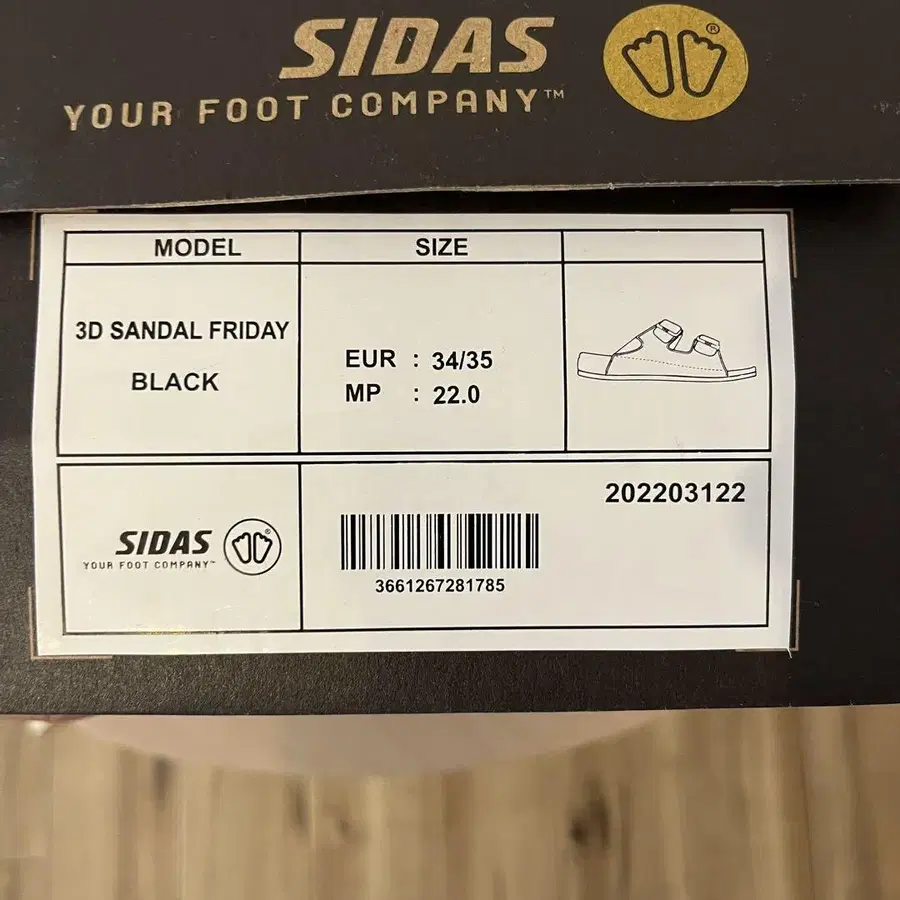 SIDAS
YOUR FOOT COMPANY™
®
MODEL
SIZE
3D SANDAL FRIDAY
BLACK
EUR : 34/35
MP : 22.0
202203122
SIDAS
YOUR FOOT COMPANY™
®
3661267281785